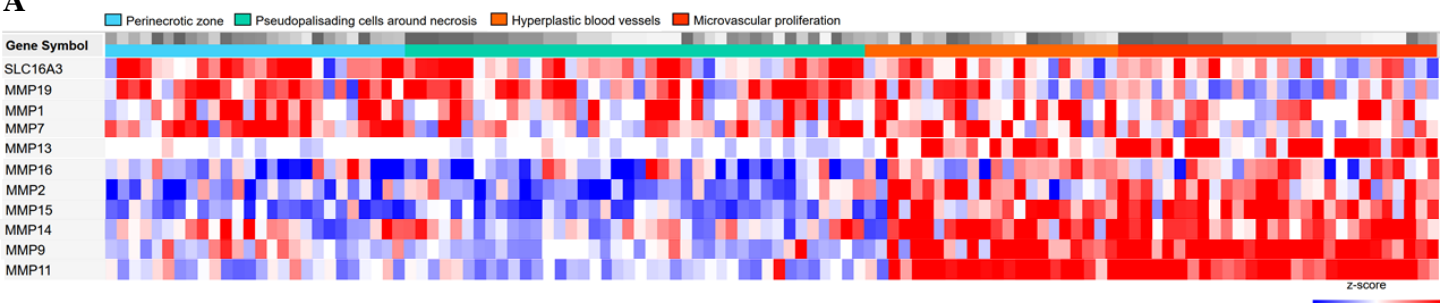 A
Perinecrotic zone Pseudopalisading cells around necrosis Hyperplastic blood vessels Microvascular proliferation
Gene Symbol
SLC16A3
MMP19
MMP1
MMP7
MMP13
MMP16
MMP2
MMP15
MMP14
MMP9
MMP11
z-score